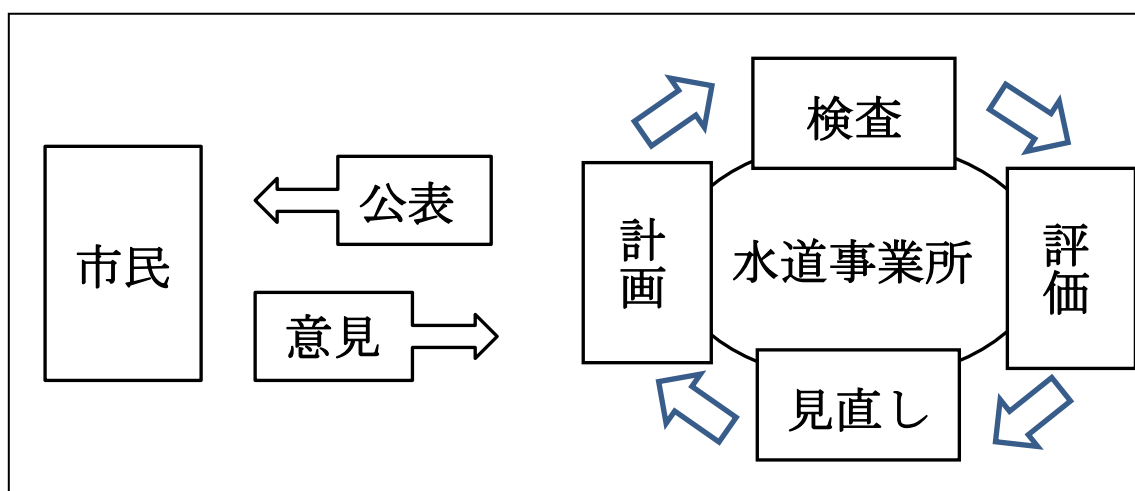 市民
公表
意見
検査
計画
水道事業所
評価
見直し